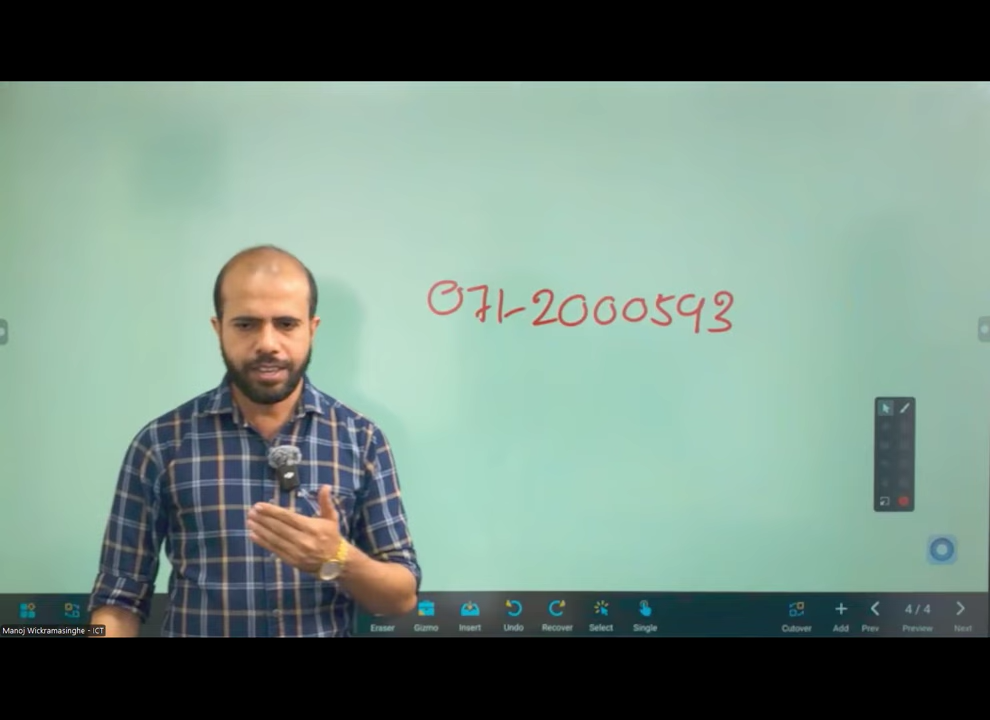 071-2000593
Eraser
Gizmo
Insert
Undo
Recover
Select
Single
Cutover
Add
Prev
4/4
Preview
Next
Manoj Wickramasinghe - ICT